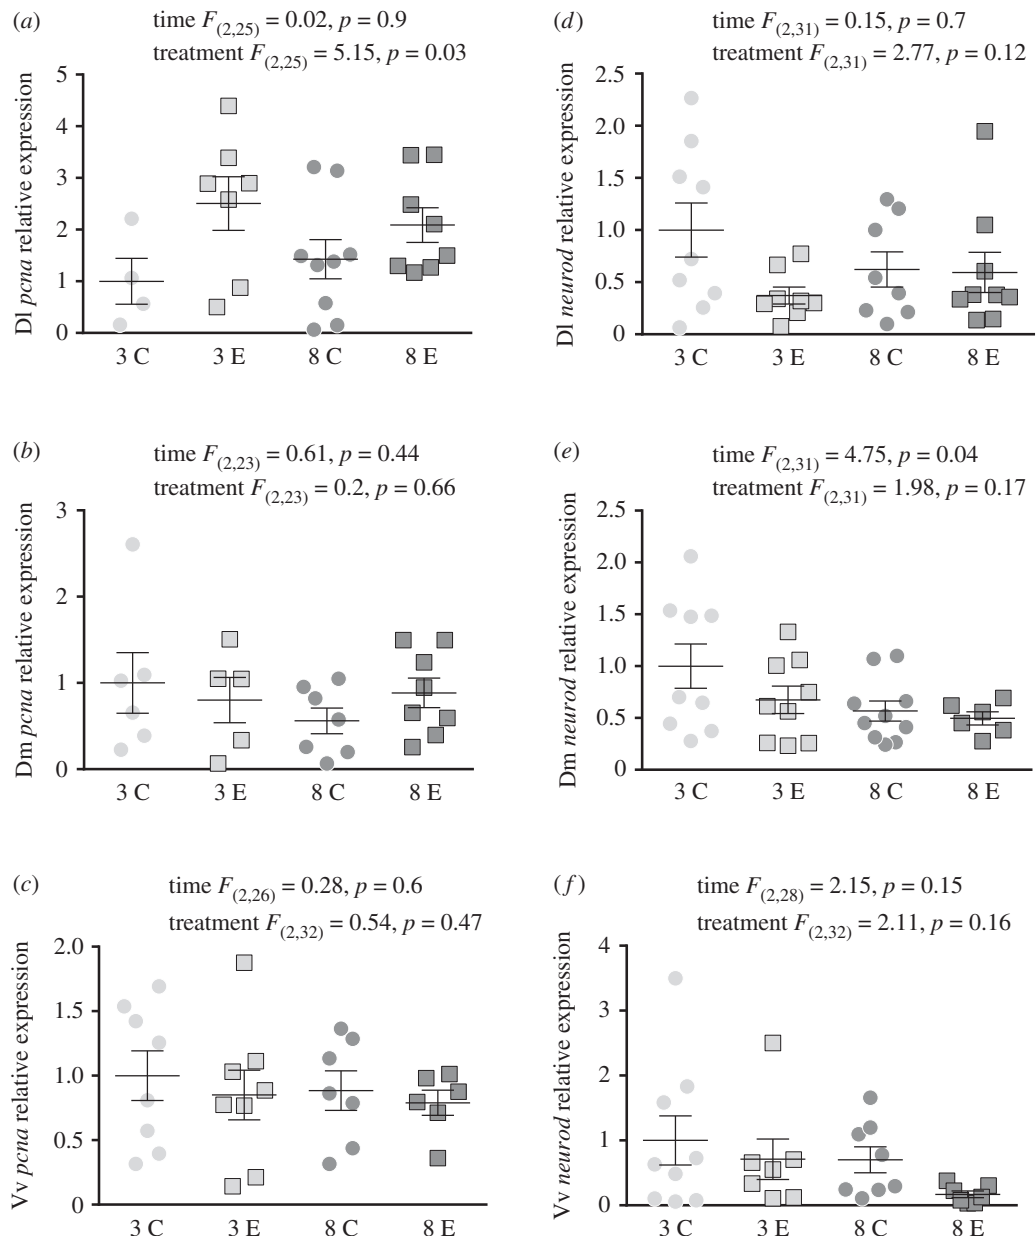 (a)
time F(2,25) = 0.02, p = 0.9
treatment F(2,25) = 5.15, p = 0.03
Dl pcna relative expression
5
4
3
2
1
0
3 C 3 E 8 C 8 E
(d)
time F(2,31) = 0.15, p = 0.7
treatment F(2,31) = 2.77, p = 0.12
Dl neurod relative expression
2.5
2.0
1.5
1.0
0.5
0
3 C 3 E 8 C 8 E
(b)
time F(2,23) = 0.61, p = 0.44
treatment F(2,23) = 0.2, p = 0.66
Dm pcna relative expression
3
2
1
0
3 C 3 E 8 C 8 E
(e)
time F(2,31) = 4.75, p = 0.04
treatment F(2,31) = 1.98, p = 0.17
Dm neurod relative expression
2.5
2.0
1.5
1.0
0.5
0
3 C 3 E 8 C 8 E
(c)
time F(2,26) = 0.28, p = 0.6
treatment F(2,32) = 0.54, p = 0.47
Vv pcna relative expression
2.0
1.5
1.0
0.5
0
3 C 3 E 8 C 8 E
(f)
time F(2,28) = 2.15, p = 0.15
treatment F(2,32) = 2.11, p = 0.16
Vv neurod relative expression
4
3
2
1
0
3 C 3 E 8 C 8 E